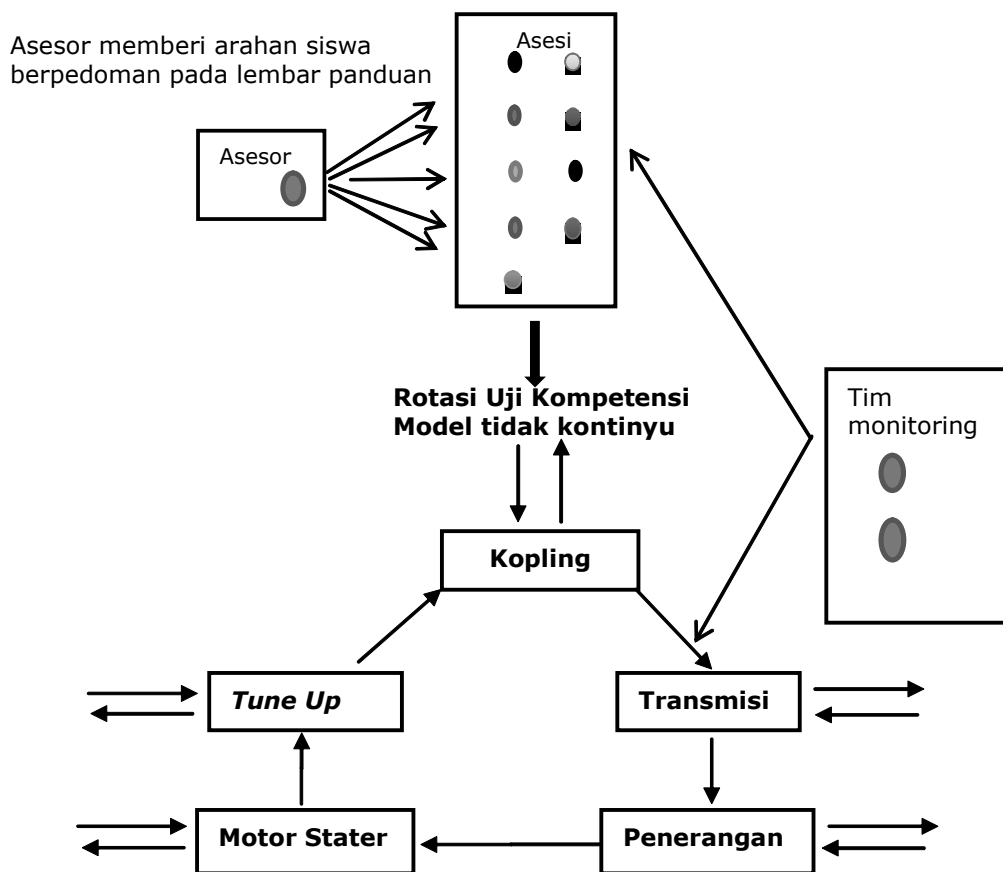 Asesor memberi arahan siswa
berpedoman pada lembar panduan
Asesi
Asesor
Rotasi Uji Kompetensi
Model tidak kontinyu
Tim
monitoring
Kopling
Tune Up
Transmisi
Motor Stater
Penerangan